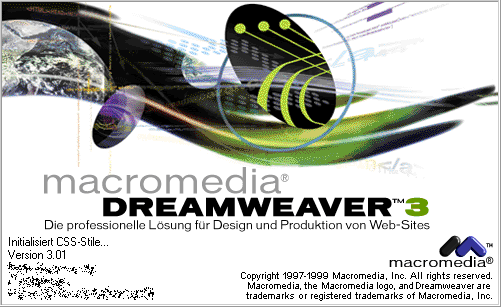 macromedia®
DREAMWEAVER™3
Die professionelle Lösung für Design und Produktion von Web-Sites
Initialisiert CSS-Stile...
Version 3.01
macromedia®™
Copyright 1997-1999 Macromedia, Inc. All rights reserved.
Macromedia, the Macromedia logo, and Dreamweaver are
trademarks or registered trademarks of Macromedia, Inc.